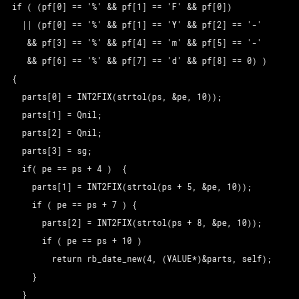 if ( (pf[0] == '%' && pf[1] == 'F' && pf[0])
|| (pf[0] == '%' && pf[1] == 'Y' && pf[2] == '-'
&& pf[3] == '%' && pf[4] == 'm' && pf[5] == '-'
&& pf[6] == '%' && pf[7] == 'd' && pf[8] == 0) )
{
parts[0] = INT2FIX(strtol(ps, &pe, 10));
parts[1] = Qnil;
parts[2] = Qnil;
parts[3] = sg;
if( pe == ps + 4 ) {
parts[1] = INT2FIX(strtol(ps + 5, &pe, 10));
if ( pe == ps + 7 ) {
parts[2] = INT2FIX(strtol(ps + 8, &pe, 10));
if ( pe == ps + 10 )
return rb_date_new(4, (VALUE*)&parts, self);
}
}